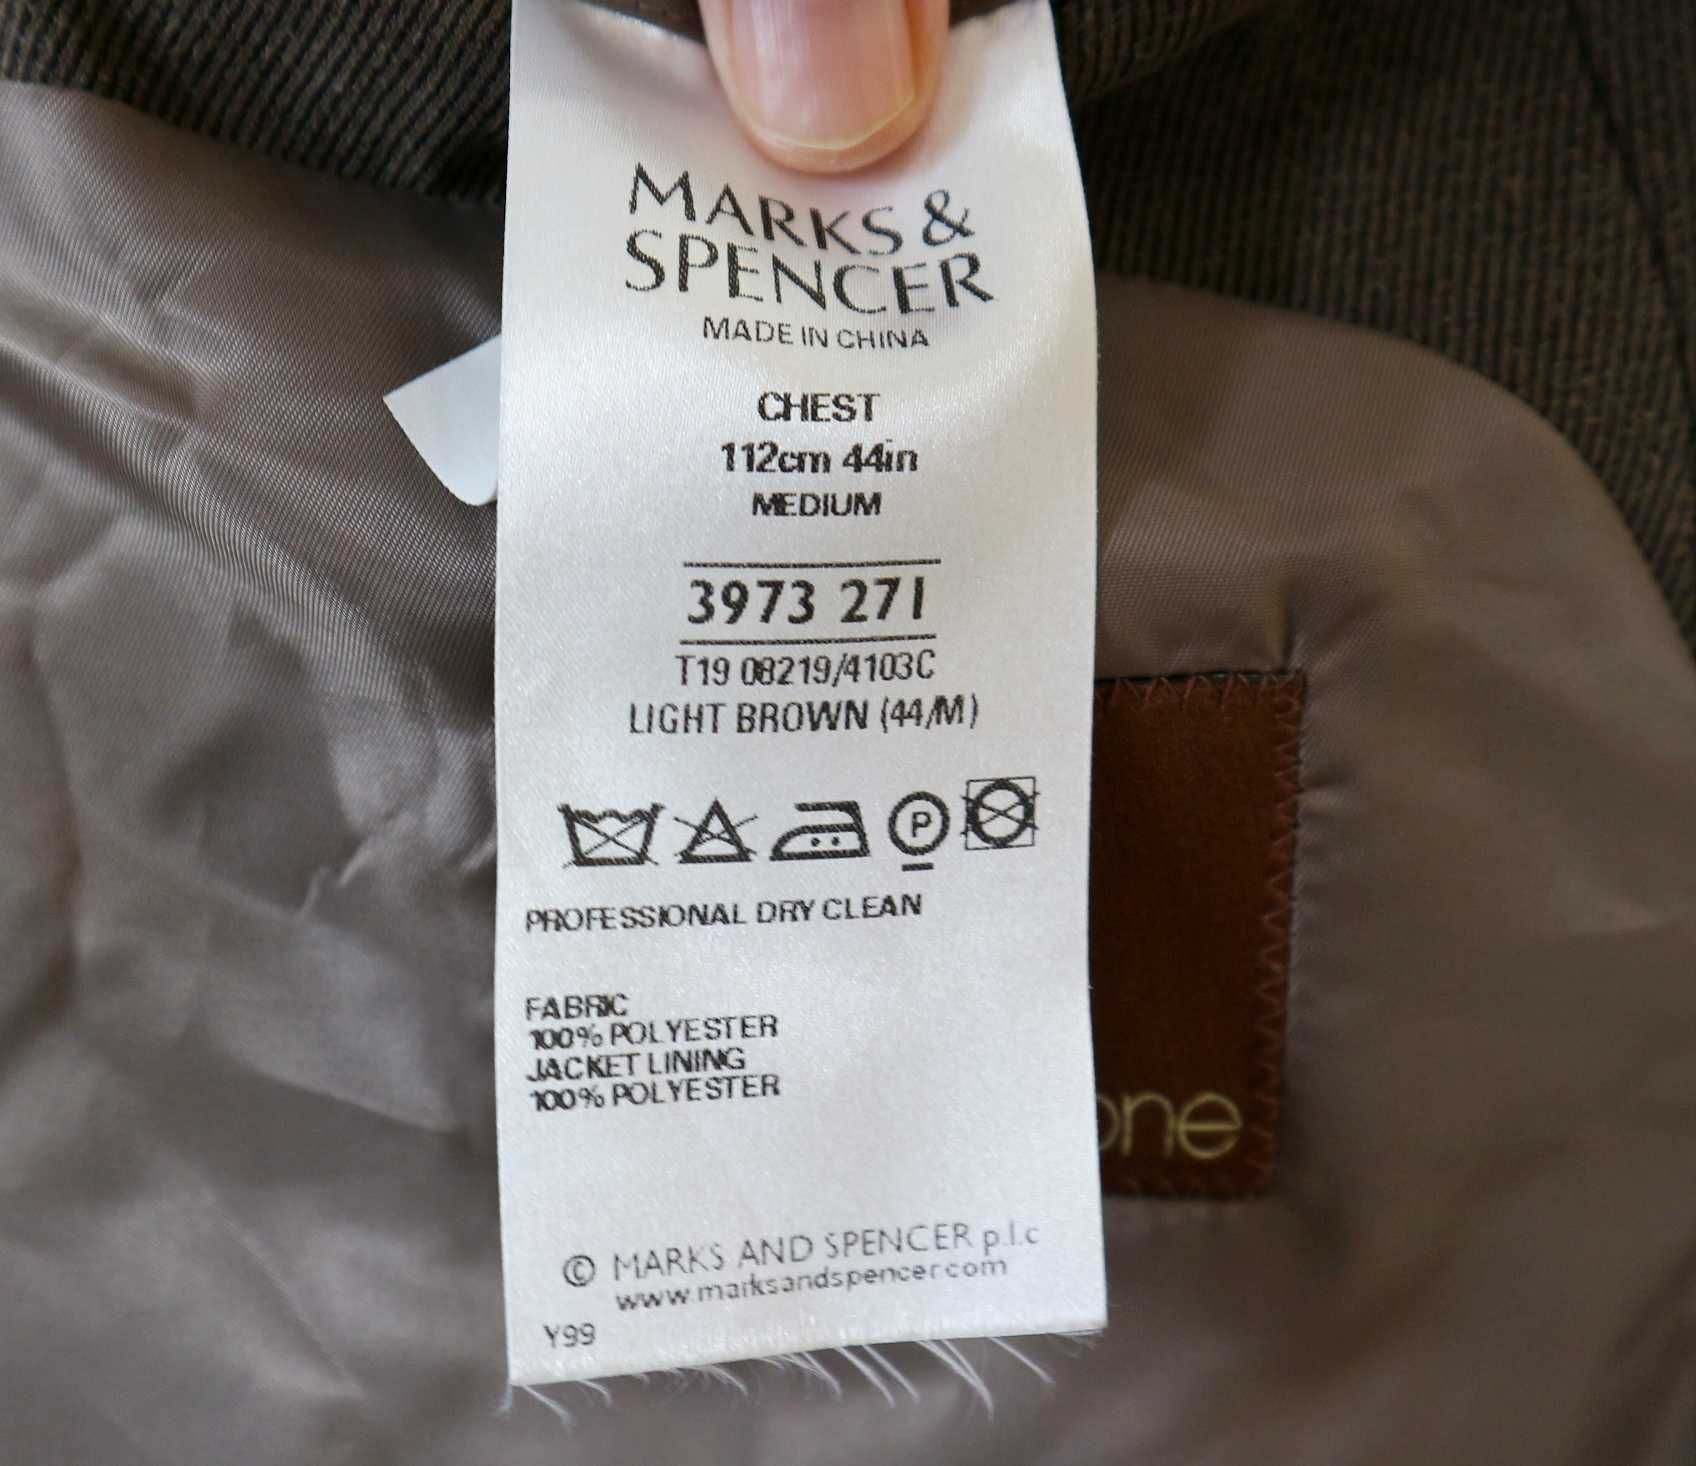 MARKS &
SPENCER
MADE IN CHINA
CHEST
112cm 44in
MEDIUM
3973 271
T19 08219/4103C
LIGHT BROWN (44/M)
P
PROFESSIONAL DRY CLEAN
FABRIC
100% POLYESTER
JACKET LINING
100% POLYESTER
one
© MARKS AND SPENCER p.l.c
www.marksandspencer.com
Y99